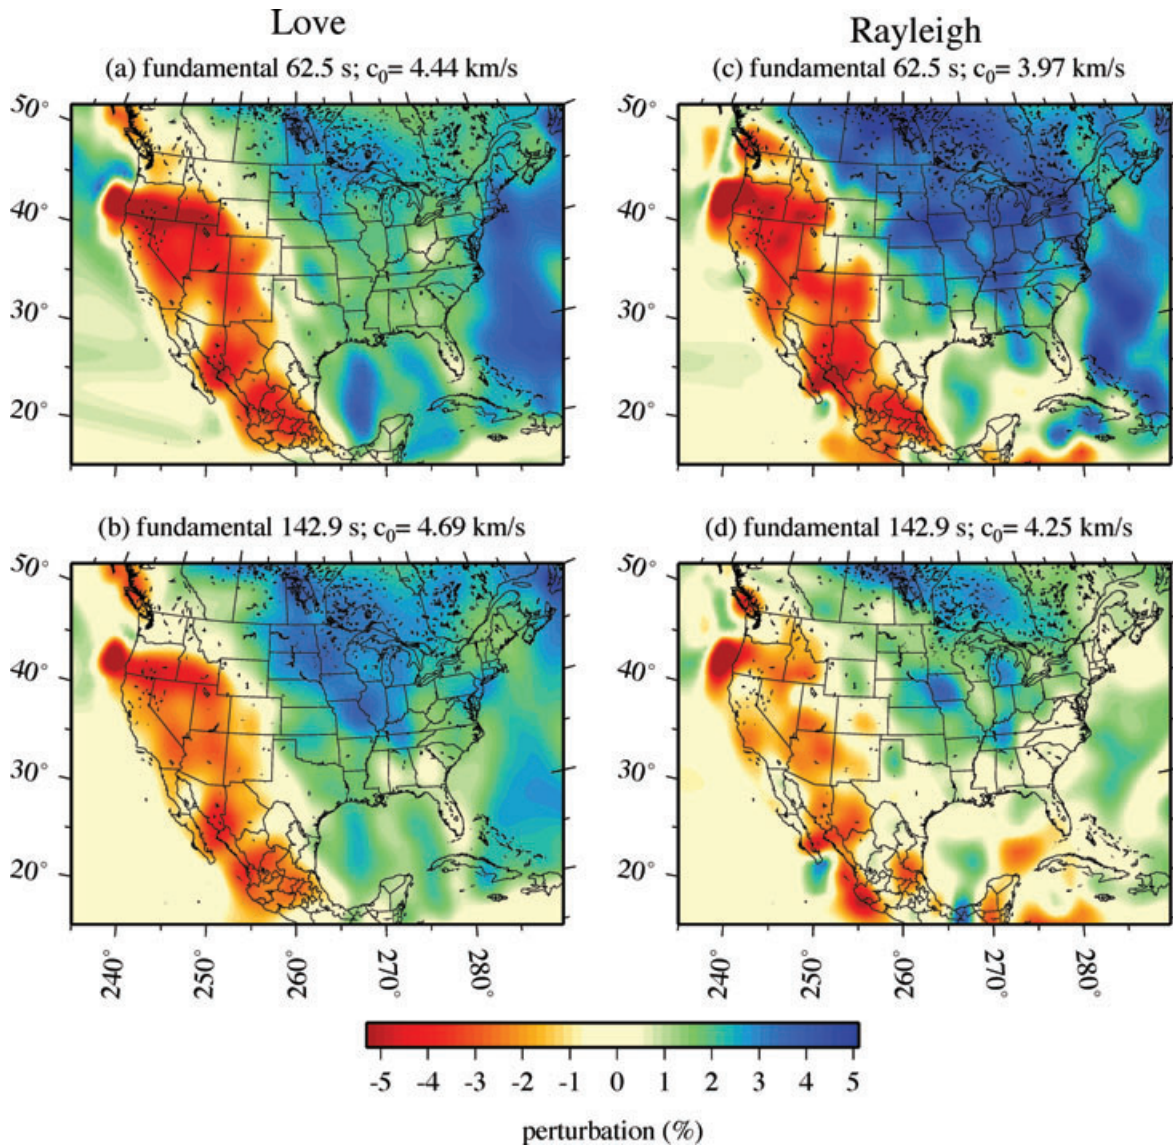 Love
Rayleigh
(a) fundamental 62.5 s; c₀= 4.44 km/s
(c) fundamental 62.5 s; c₀= 3.97 km/s
50°
40°
30°
20°
50°
40°
30°
20°
(b) fundamental 142.9 s; c₀= 4.69 km/s
(d) fundamental 142.9 s; c₀= 4.25 km/s
50°
40°
30°
20°
50°
40°
30°
20°
240° 250° 260° 270° 280°
240° 250° 260° 270° 280°
-5 -4 -3 -2 -1 0 1 2 3 4 5
perturbation (%)